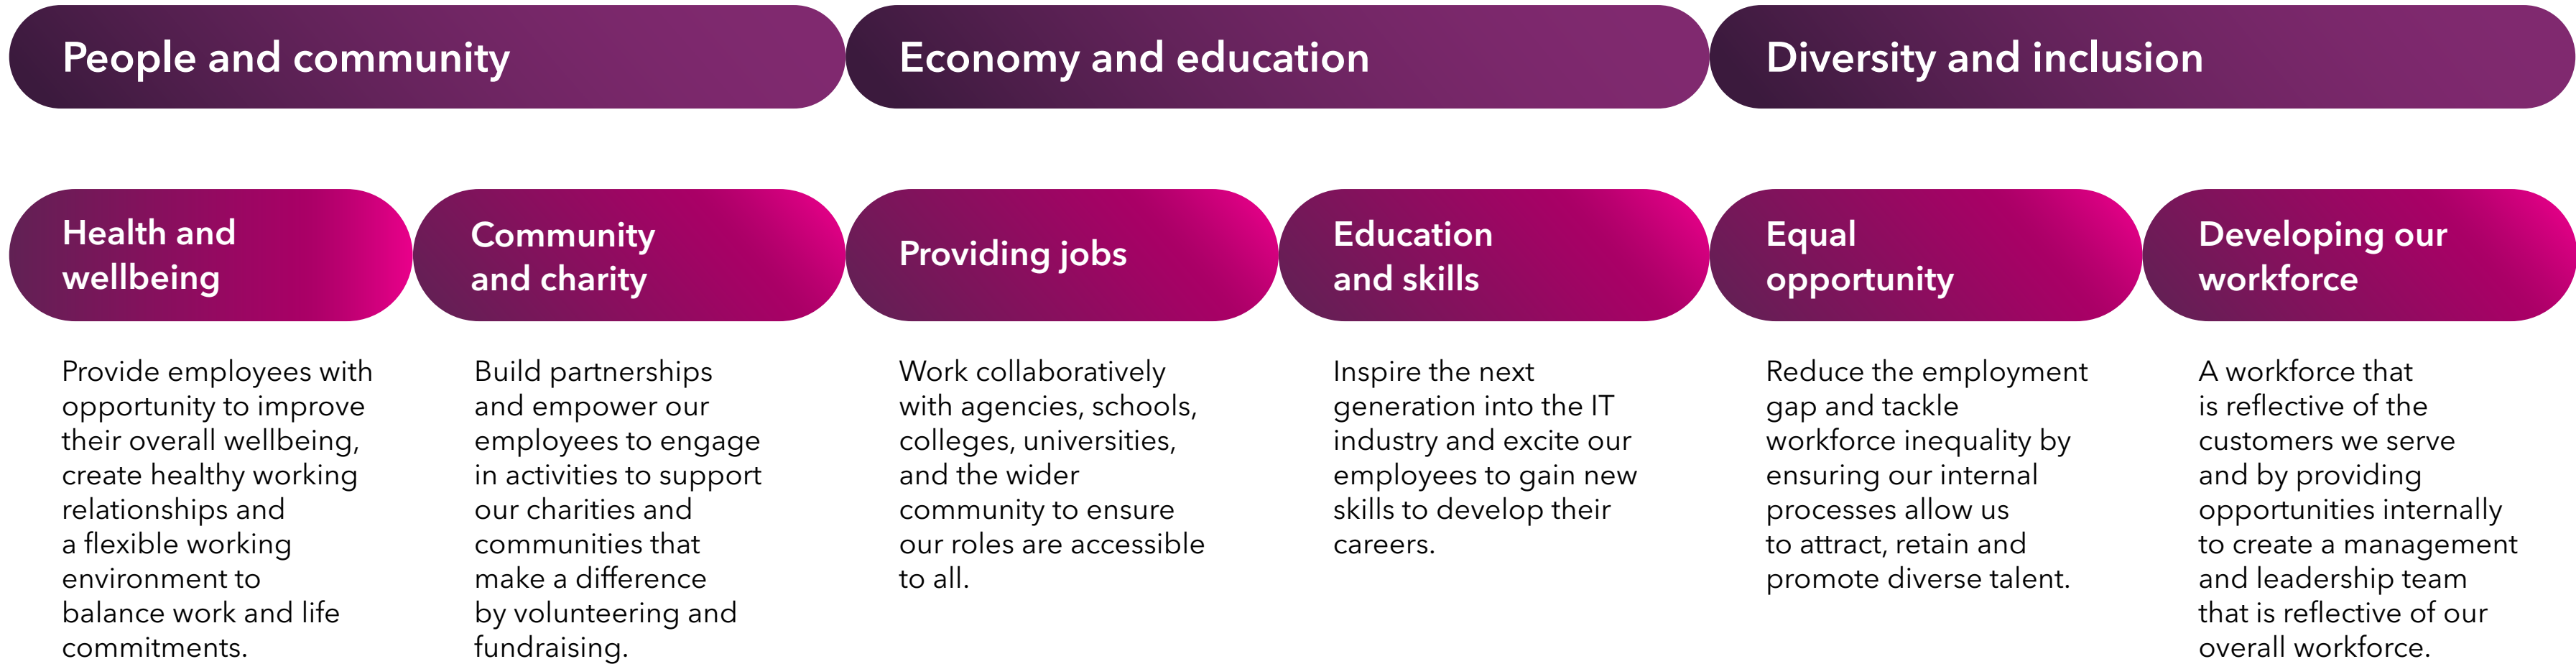 People and community
Economy and education
Diversity and inclusion
Health and
wellbeing
Community
and charity
Providing jobs
Education
and skills
Equal
opportunity
Developing our
workforce
Provide employees with
opportunity to improve
their overall wellbeing,
create healthy working
relationships and
a flexible working
environment to
balance work and life
commitments.
Build partnerships
and empower our
employees to engage
in activities to support
our charities and
communities that
make a difference
by volunteering and
fundraising.
Work collaboratively
with agencies, schools,
colleges, universities,
and the wider
community to ensure
our roles are accessible
to all.
Inspire the next
generation into the IT
industry and excite our
employees to gain new
skills to develop their
careers.
Reduce the employment
gap and tackle
workforce inequality by
ensuring our internal
processes allow us
to attract, retain and
promote diverse talent.
A workforce that
is reflective of the
customers we serve
and by providing
opportunities internally
to create a management
and leadership team
that is reflective of our
overall workforce.